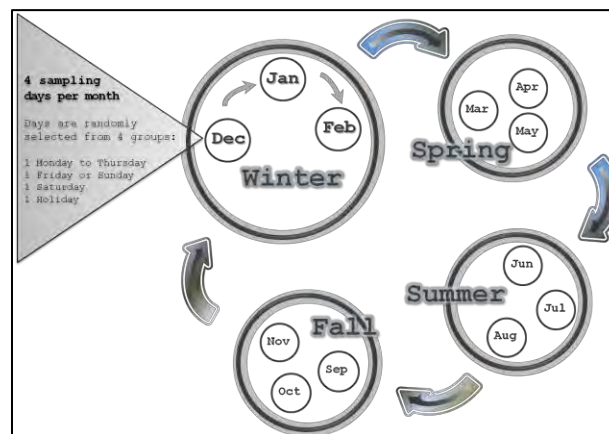 4 sampling
days per month
Days are randomly
selected from 4 groups:
1 Monday to Thursday
1 Friday or Sunday
1 Saturday
1 Holiday
Dec
Jan
Feb
Winter
Mar
Apr
May
Spring
Jun
Jul
Aug
Summer
Sep
Oct
Nov
Fall